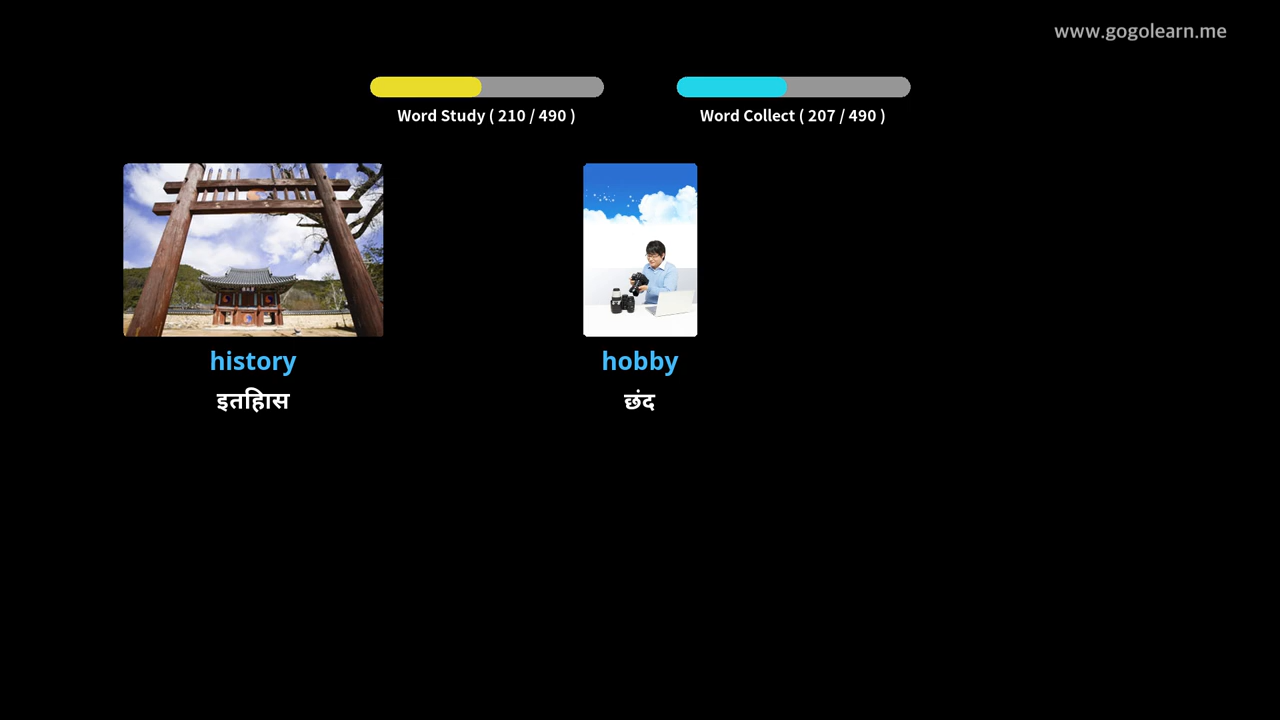 www.gogolearn.me
Word Study ( 210 / 490 )
Word Collect ( 207 / 490 )
history
hobby
इतिहास
छंद